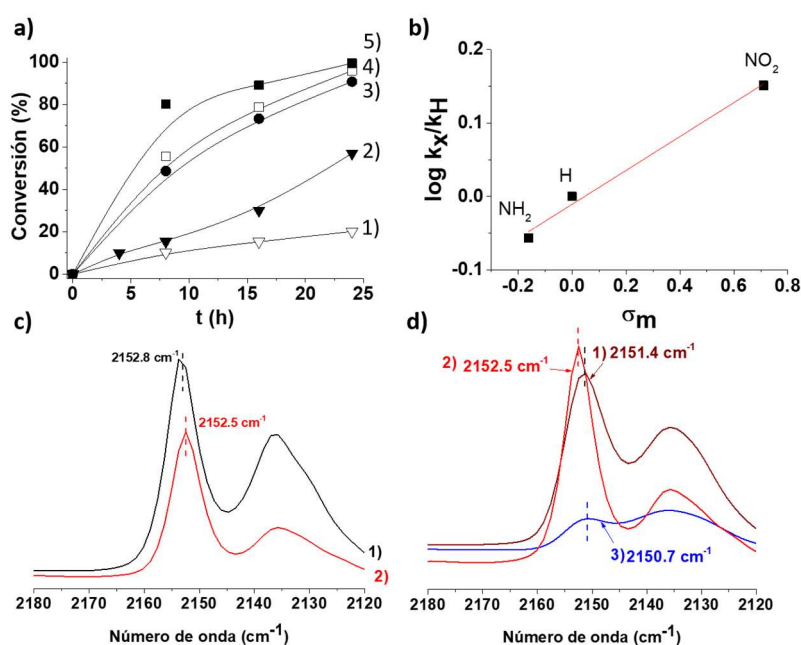 a)
Conversión (%)
100
80
60
40
20
0
0 5 10 15 20 25
t (h)
5)
4)
3)
2)
1)
b)
log kX/kH
0.2
0.1
0.0
-0.1
-0.2 0.0 0.2 0.4 0.6 0.8
σm
NO2
H
NH2
c)
2152.8 cm-1
2152.5 cm-1
1)
2)
2180 2170 2160 2150 2140 2130 2120
Número de onda (cm-1)
d)
2) 2152.5 cm-1
1) 2151.4 cm-1
3) 2150.7 cm-1
2180 2170 2160 2150 2140 2130 2120
Número de onda (cm-1)